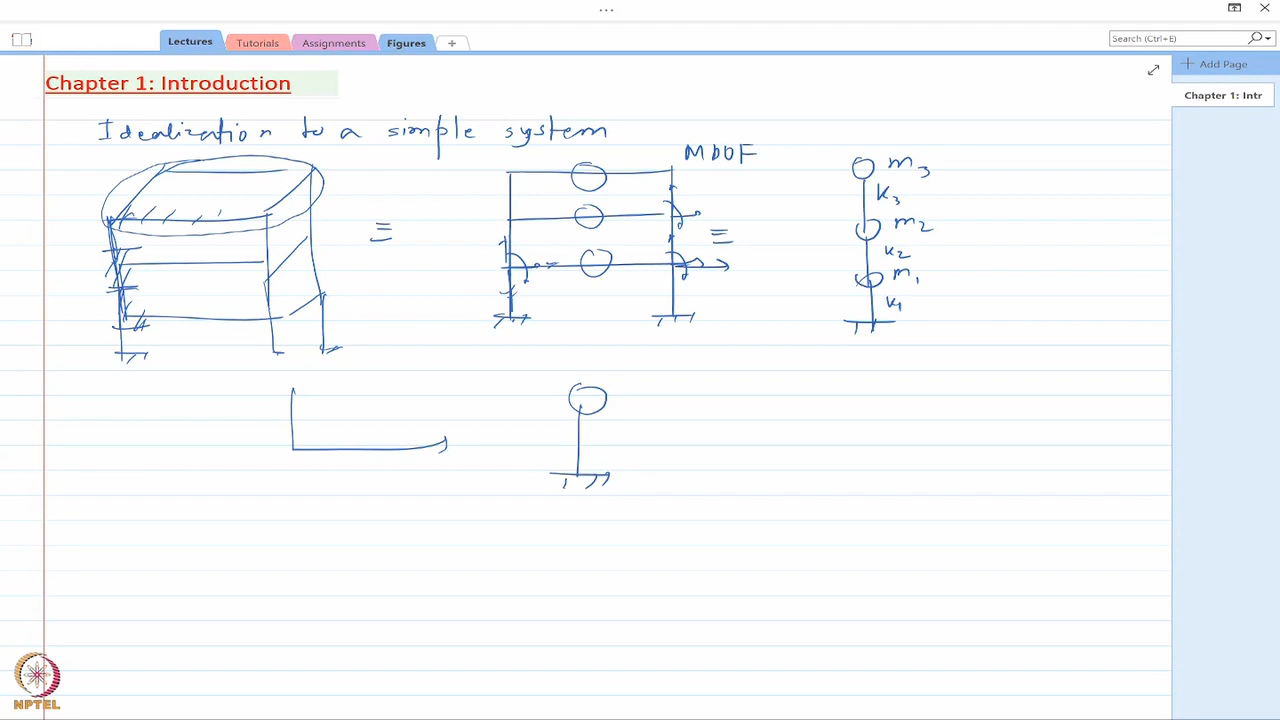 ...
Lectures
Tutorials
Assignments
Figures
+
Search (Ctrl+E)
Add Page
Chapter 1: Introduction
Chapter 1: Intr
Idealization to a simple system
MDOF
m3
k3
m2
k2
m1
k1
NPTEL